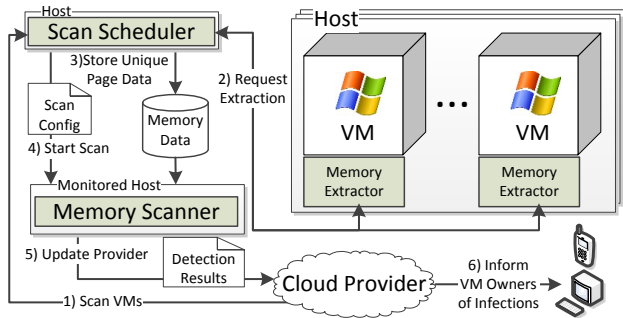 Host
Scan Scheduler
3)Store Unique
Page Data
Scan
Config
Memory
Data
2) Request
Extraction
4) Start Scan
Monitored Host
Memory Scanner
5) Update Provider
Detection
Results
1) Scan VMs
Cloud Provider
6) Inform
VM Owners
of Infections
Host
VM
...
VM
Memory
Extractor
Memory
Extractor